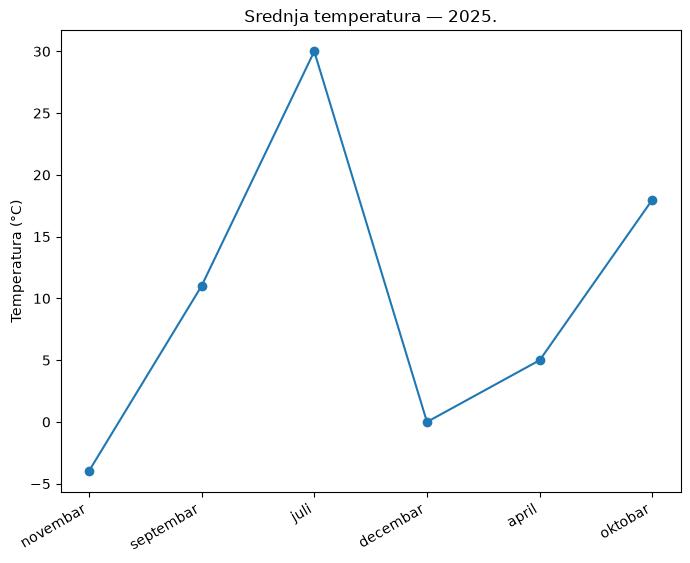 Srednja temperatura — 2025.
Temperatura (°C)
30
25
20
15
10
5
0
−5
novembar
septembar
juli
decembar
april
oktobar